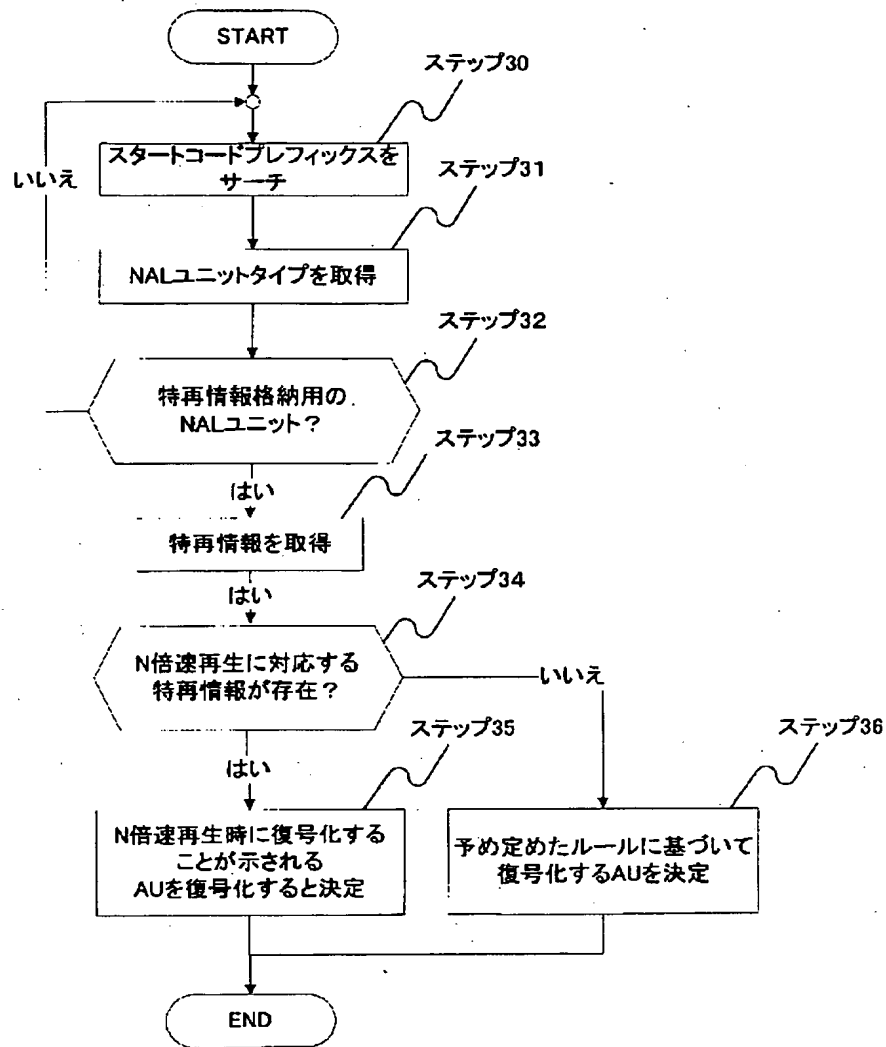 START
ステップ30
スタートコードプレフィックスを
サーチ
いいえ
ステップ31
NALユニットタイプを取得
ステップ32
特再情報格納用の
NALユニット?
ステップ33
はい
特再情報を取得
はい
ステップ34
N倍速再生に対応する
特再情報が存在?
いいえ
ステップ35
ステップ36
はい
N倍速再生時に復号化する
ことが示される
AUを復号化すると決定
予め定めたルールに基づいて
復号化するAUを決定
END